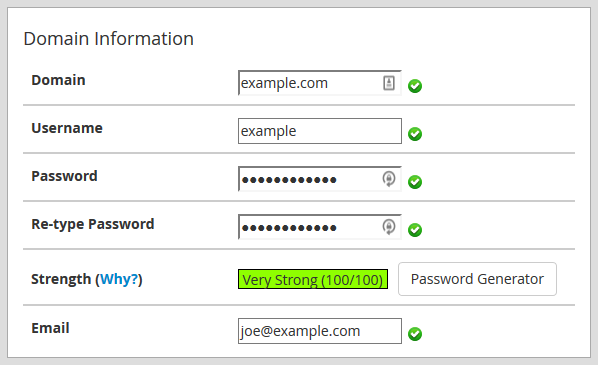 Domain Information
Domain example.com
Username example
Password ●●●●●●●●●●●●
Re-type Password ●●●●●●●●●●●●
Strength (Why?) Very Strong (100/100) Password Generator
Email joe@example.com